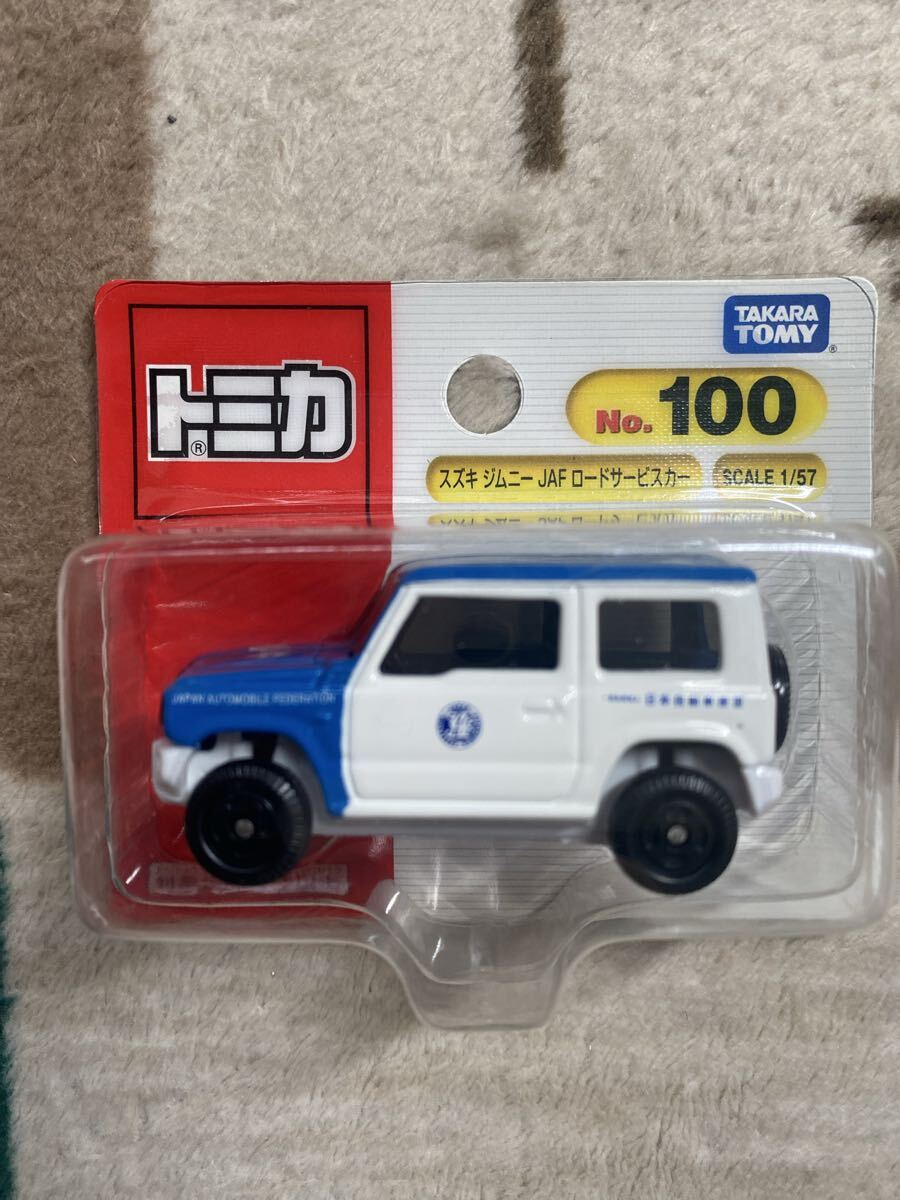 TAKARA
TOMY
®
トミカ
®
No.100
スズキ ジムニー JAF ロードサービスカー
SCALE 1/57
JAPAN AUTOMOBILE FEDERATION